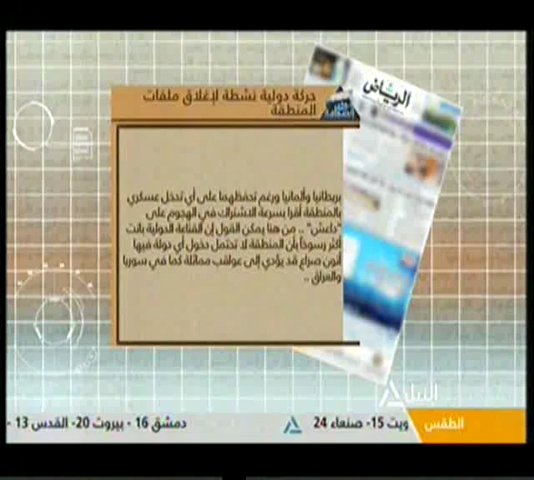 الرياض
حركة دولية نشطة لإغلاق ملفات
المنطقة
بريطانيا وألمانيا ورغم تحفظهما على أي تدخل عسكري
بالمنطقة أقرا بسرعة الاشتراك في الهجوم على
"داعش" .. من هنا يمكن القول إن القناعة الدولية باتت
أكثر رسوخا بأن المنطقة لا تحتمل دخول أي دولة فيها
أتون صراع قد يؤدي إلى عواقب مماثلة كما في سوريا
والعراق ..
الطقس
ويت 15- صنعاء 24
دمشق 16 - بيروت 20- القدس 13 -